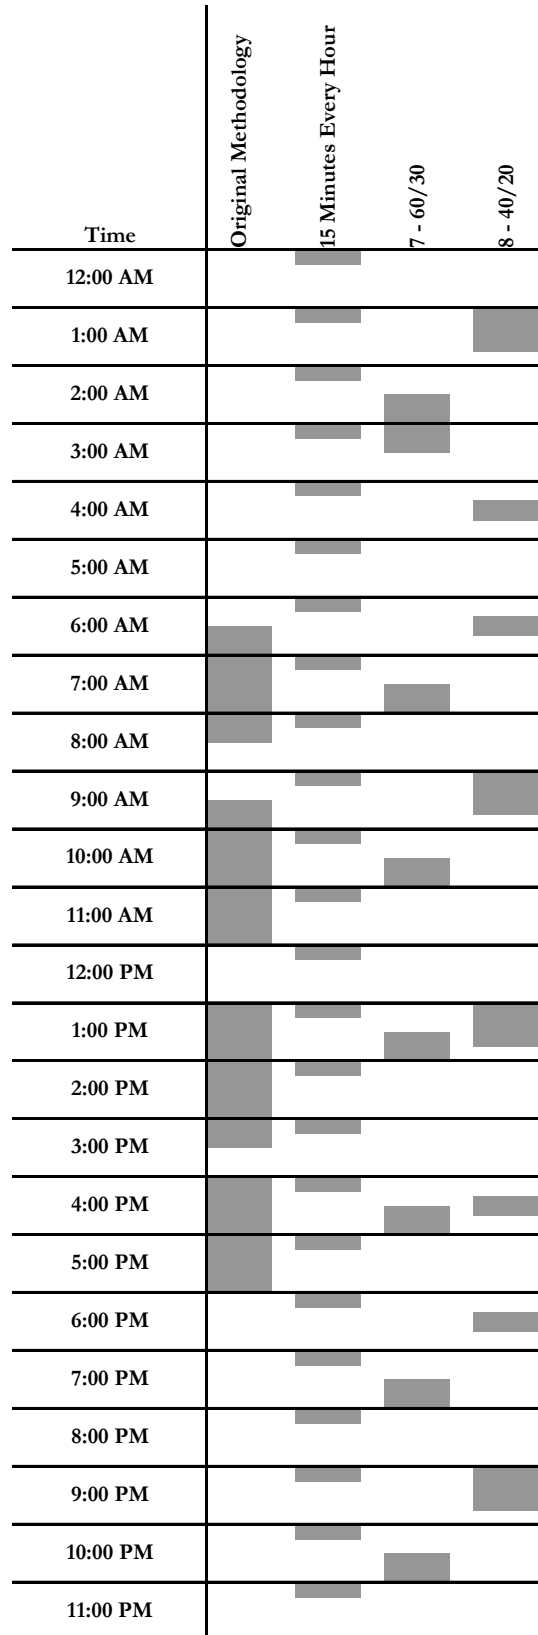 Time
Original Methodology
15 Minutes Every Hour
7 - 60/30
8 - 40/20
12:00 AM
1:00 AM
2:00 AM
3:00 AM
4:00 AM
5:00 AM
6:00 AM
7:00 AM
8:00 AM
9:00 AM
10:00 AM
11:00 AM
12:00 PM
1:00 PM
2:00 PM
3:00 PM
4:00 PM
5:00 PM
6:00 PM
7:00 PM
8:00 PM
9:00 PM
10:00 PM
11:00 PM